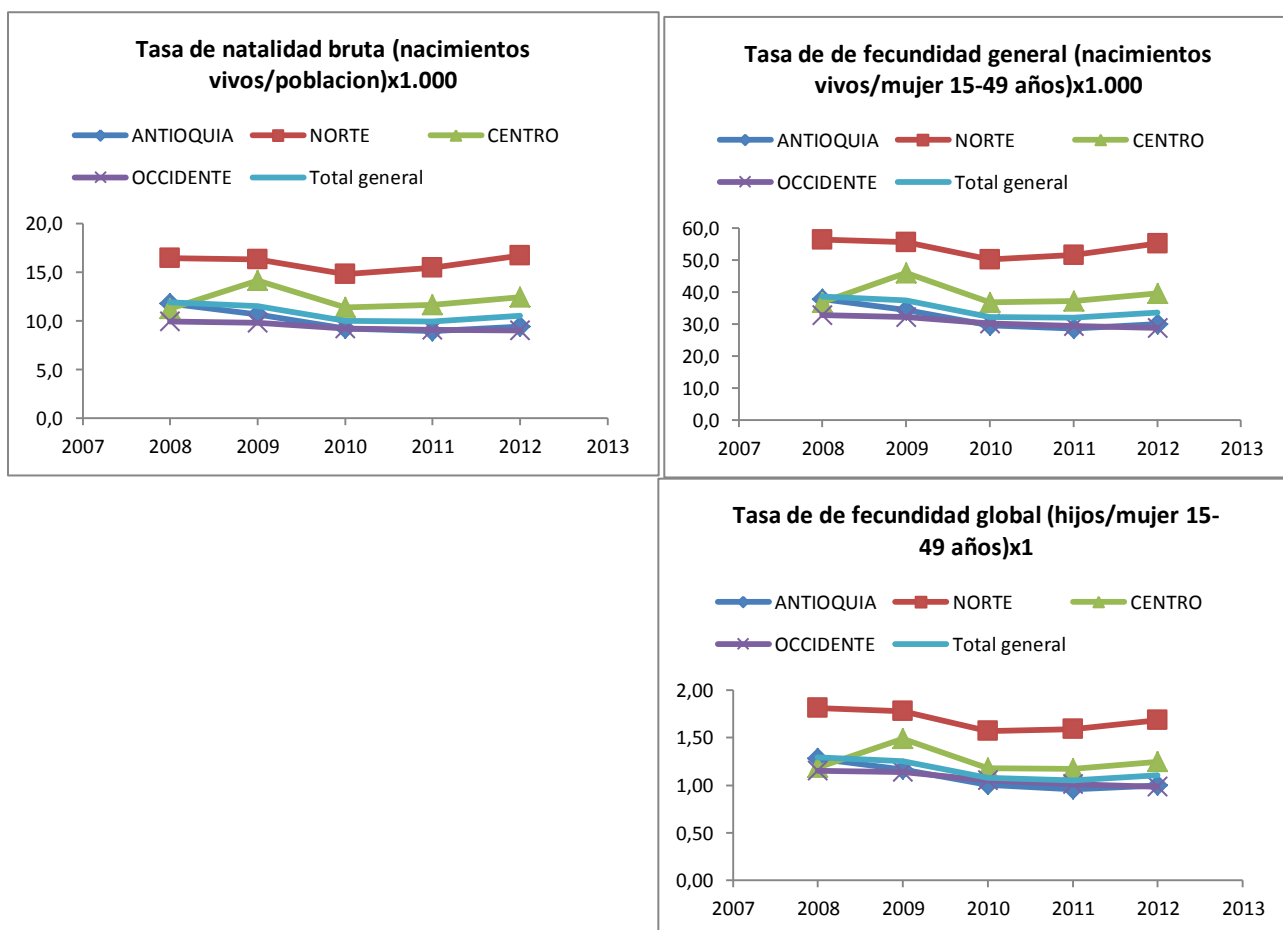 Tasa de natalidad bruta (nacimientos
vivos/poblacion)x1.000
ANTIOQUIA NORTE CENTRO
OCCIDENTE Total general
20,0
15,0
10,0
5,0
0,0
2007 2008 2009 2010 2011 2012 2013
Tasa de de fecundidad general (nacimientos
vivos/mujer 15-49 años)x1.000
ANTIOQUIA NORTE CENTRO
OCCIDENTE Total general
60,0
50,0
40,0
30,0
20,0
10,0
0,0
2007 2008 2009 2010 2011 2012 2013
Tasa de de fecundidad global (hijos/mujer 15-
49 años)x1
ANTIOQUIA NORTE CENTRO
OCCIDENTE Total general
2,00
1,50
1,00
0,50
0,00
2007 2008 2009 2010 2011 2012 2013